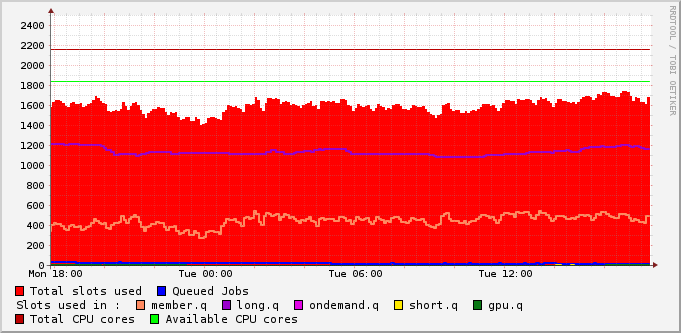 RRDTOOL / TOBI OETIKER
2400
2200
2000
1800
1600
1400
1200
1000
800
600
400
200
0
Mon 18:00 Tue 00:00 Tue 06:00 Tue 12:00
Total slots used Queued Jobs
Slots used in : member.q long.q ondemand.q short.q gpu.q
Total CPU cores Available CPU cores